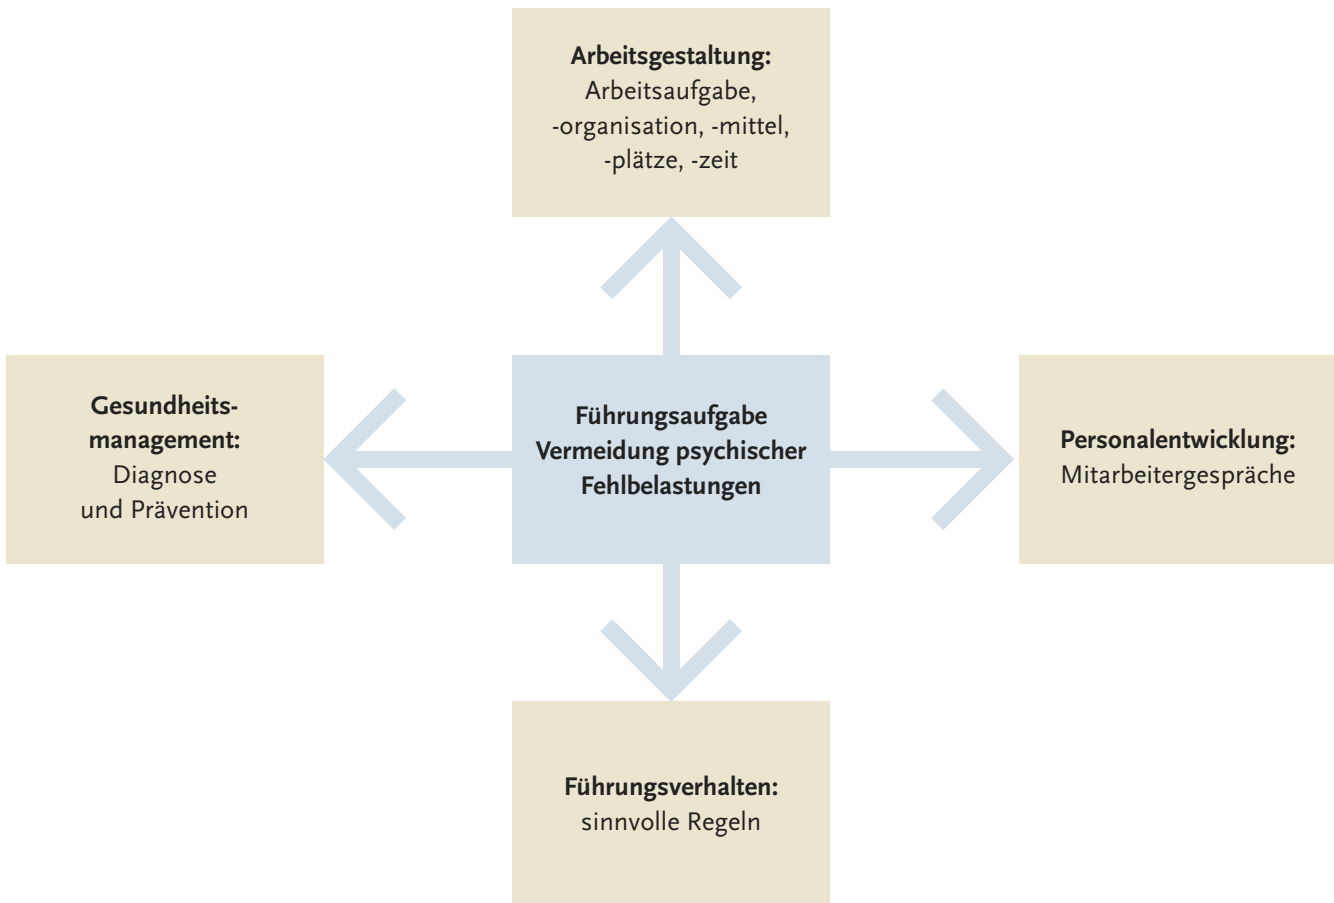 Arbeitsgestaltung:
Arbeitsaufgabe,
-organisation, -mittel,
-plätze, -zeit
Gesundheits-
management:
Diagnose
und Prävention
Führungsaufgabe
Vermeidung psychischer
Fehlbelastungen
Personalentwicklung:
Mitarbeitergespräche
Führungsverhalten:
sinnvolle Regeln